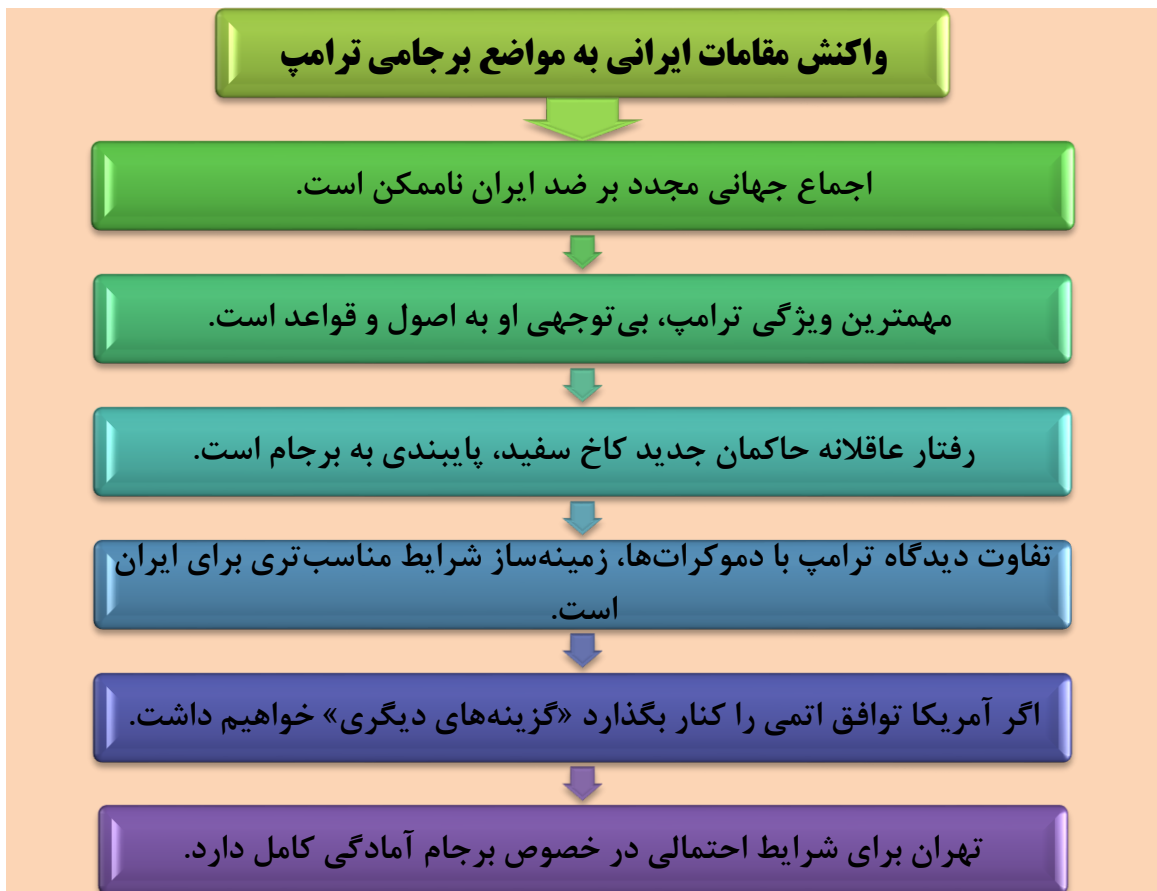 واکنش مقامات ایرانی به مواضع برجامی ترامپ
اجماع جهانی مجدد بر ضد ایران ناممکن است.
مهمترین ویژگی ترامپ، بی‌توجهی او به اصول و قواعد است.
رفتار عاقلانه حاکمان جدید کاخ سفید، پایبندی به برجام است.
تفاوت دیدگاه ترامپ با دموکرات‌ها، زمینه‌ساز شرایط مناسب‌تری برای ایران
است.
اگر آمریکا توافق اتمی را کنار بگذارد «گزینه‌های دیگری» خواهیم داشت.
تهران برای شرایط احتمالی در خصوص برجام آمادگی کامل دارد.